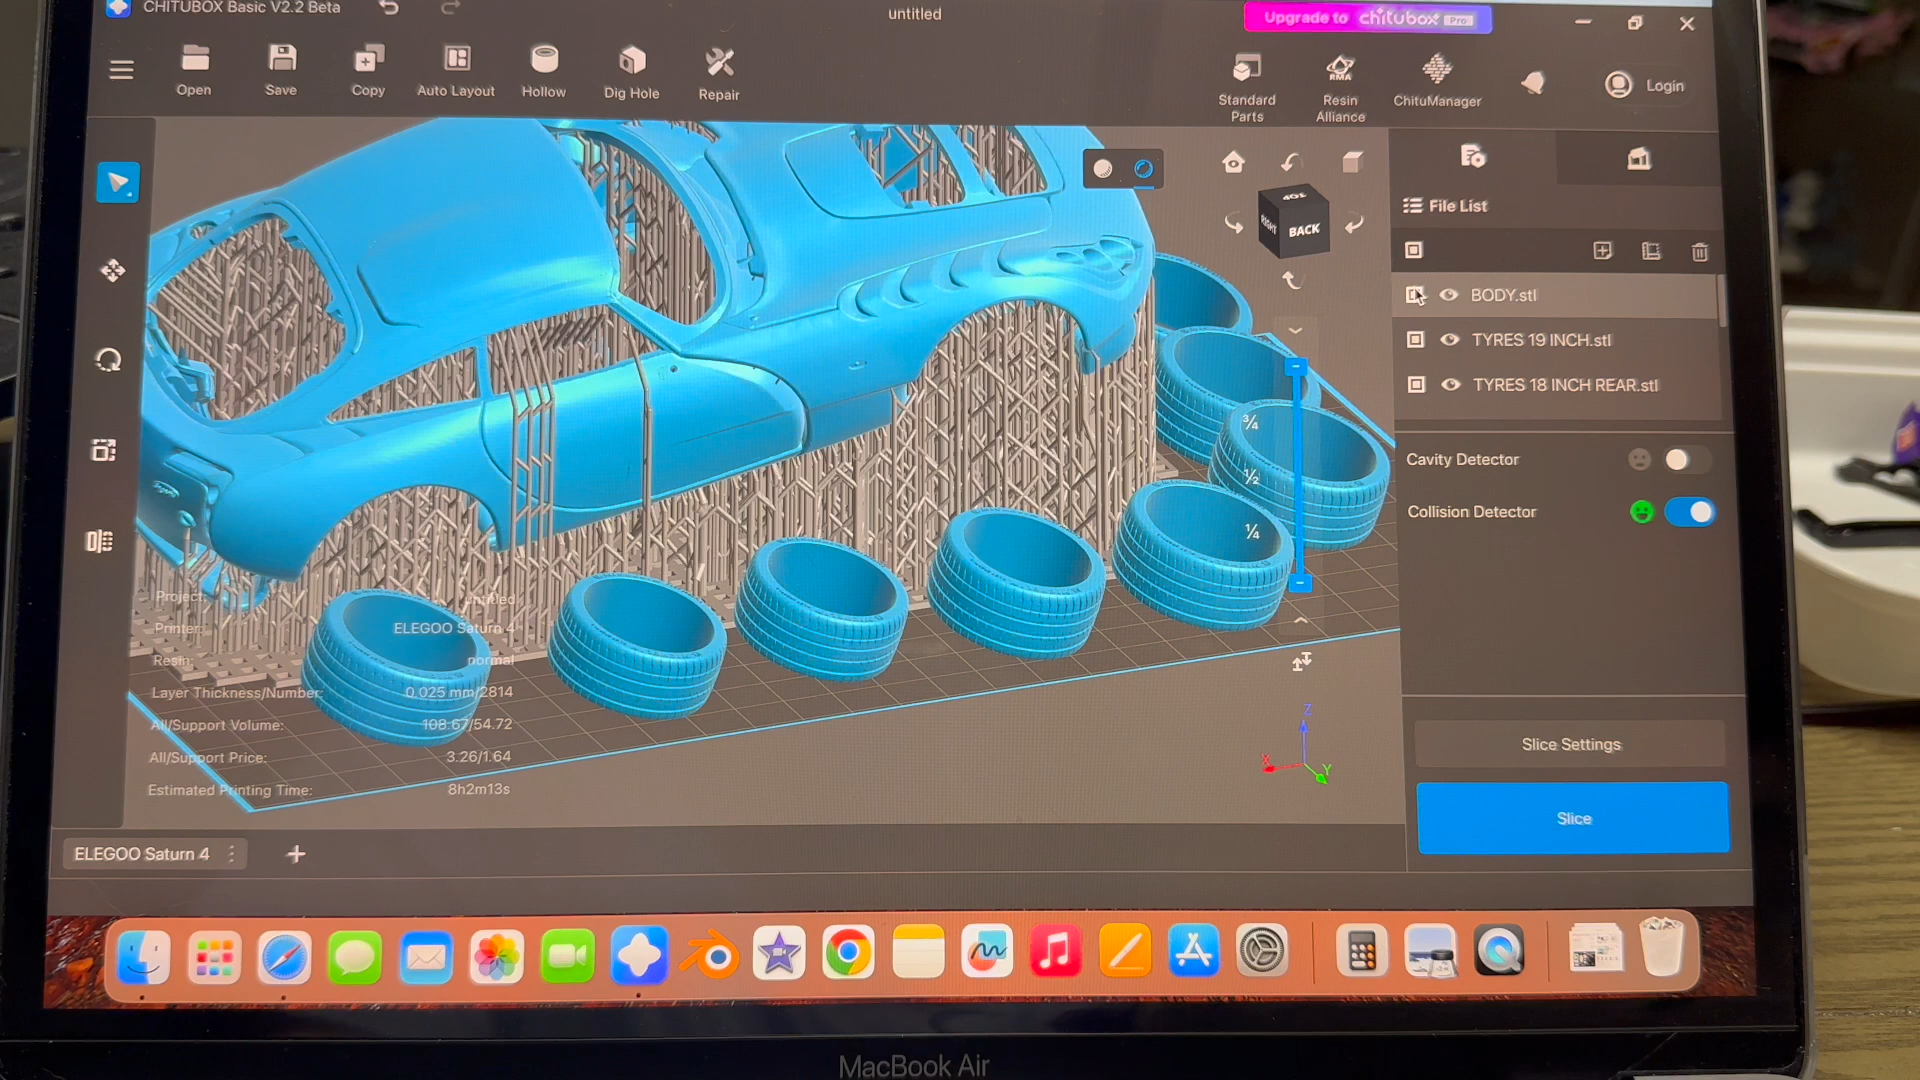 CHITUBOX Basic V2.2 Beta
untitled
Upgrade to chitubox Pro
Open
Save
Copy
Auto Layout
Hollow
Dig Hole
Repair
Standard Parts
RMA
Resin Alliance
ChituManager
Login
TOP
RIGHT
BACK
File List
BODY.stl
TYRES 19 INCH.stl
TYRES 18 INCH REAR.stl
3/4
1/2
1/4
Cavity Detector
Collision Detector
Project: untitled
Printer: ELEGOO Saturn 4
Resin: normal
Layer Thickness/Number: 0.025 mm/2814
All/Support Volume: 108.67/54.72
All/Support Price: 3.26/1.64
Estimated Printing Time: 8h2m13s
Z
X
Y
Slice Settings
Slice
ELEGOO Saturn 4
MacBook Air